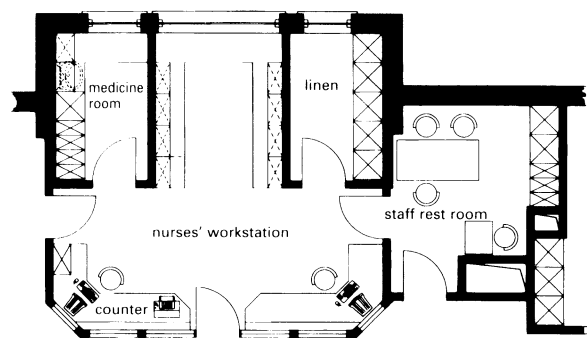 medicine
room
linen
staff rest room
nurses' workstation
counter